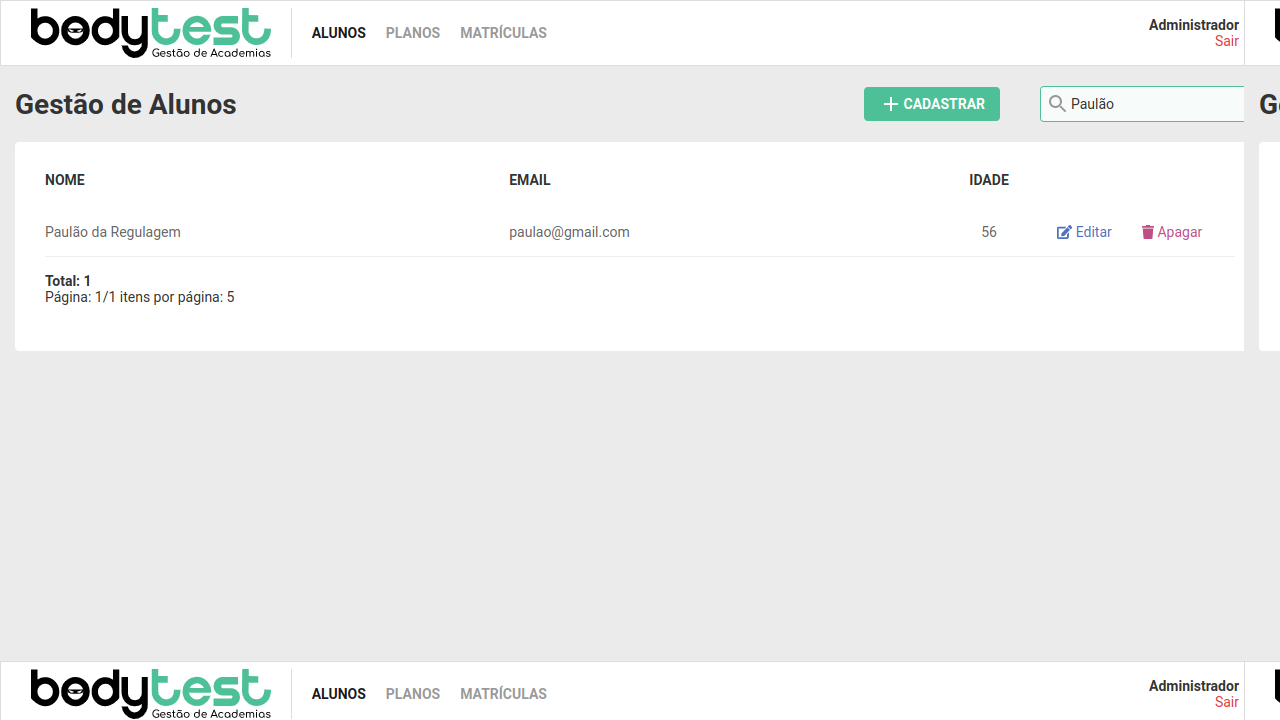 bodytest
Gestão de Academias
ALUNOS PLANOS MATRÍCULAS
Administrador
Sair
Gestão de Alunos
CADASTRAR
Paulão
NOME EMAIL IDADE
Paulão da Regulagem paulao@gmail.com 56 Editar Apagar
Total: 1
Página: 1/1 itens por página: 5
bodytest
Gestão de Academias
ALUNOS PLANOS MATRÍCULAS
Administrador
Sair